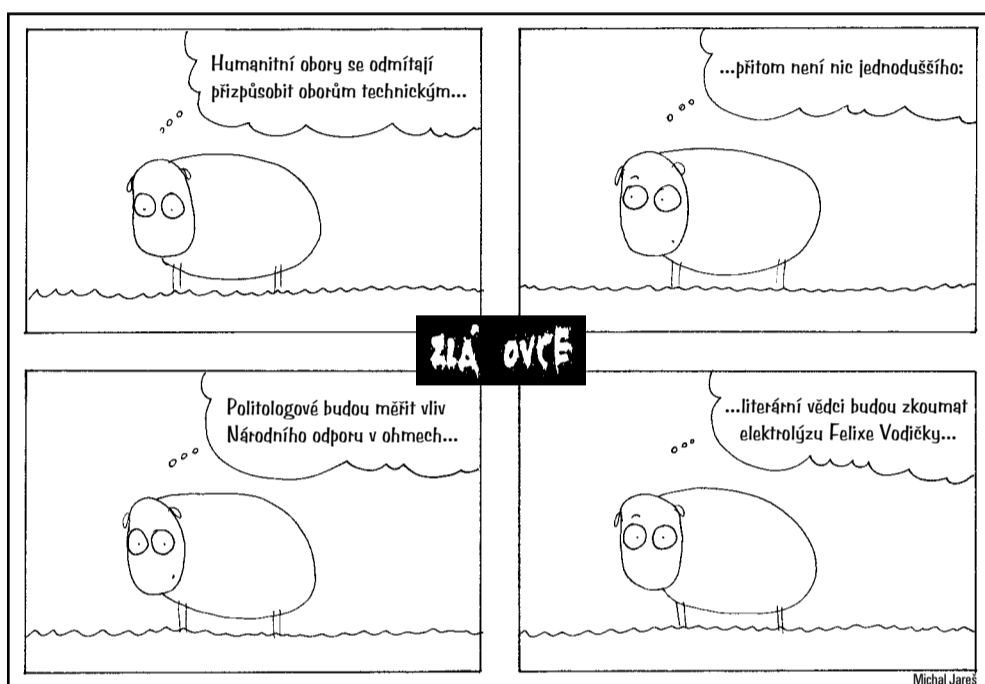 Humanitní obory se odmítají
přizpůsobit oborům technickým...
...přitom není nic jednoduššího:
ZLÁ OVCE
Politologové budou měřit vliv
Národního odporu v ohmech...
...literární vědci budou zkoumat
elektrolýzu Felixe Vodičky...
Michal Jareš